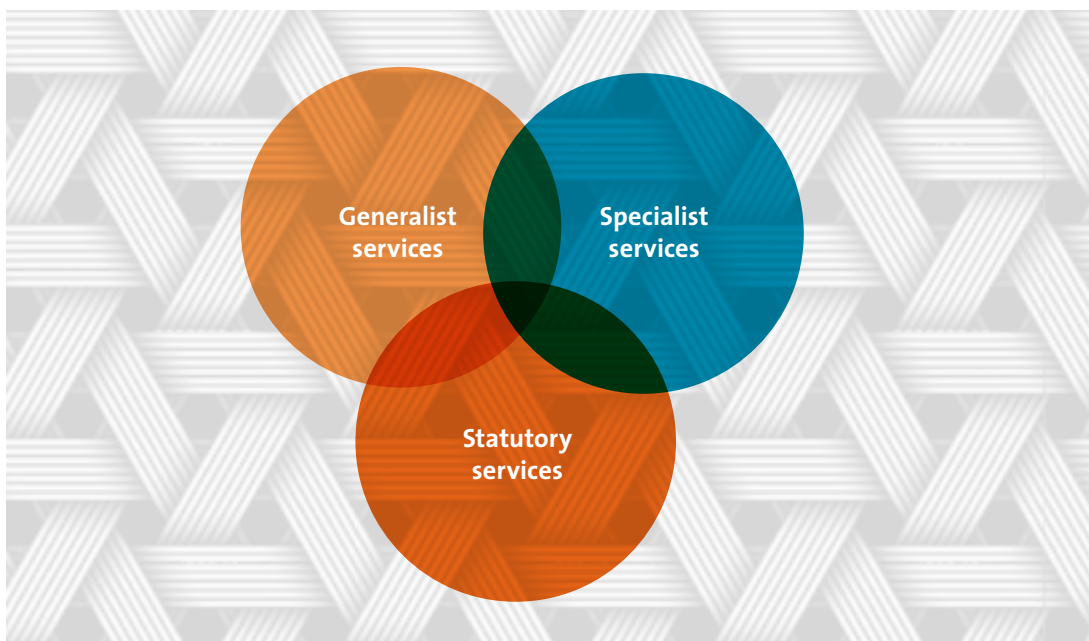 Generalist
services
Specialist
services
Statutory
services